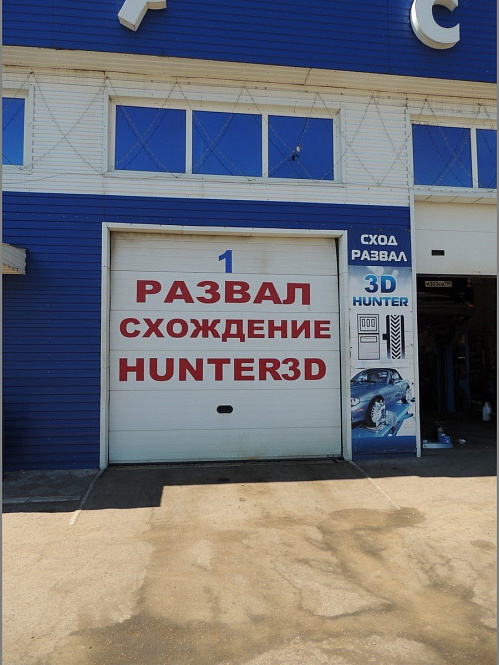 С
1
РАЗВАЛ
СХОЖДЕНИЕ
HUNTER3D
СХОД
РАЗВАЛ
3D
HUNTER